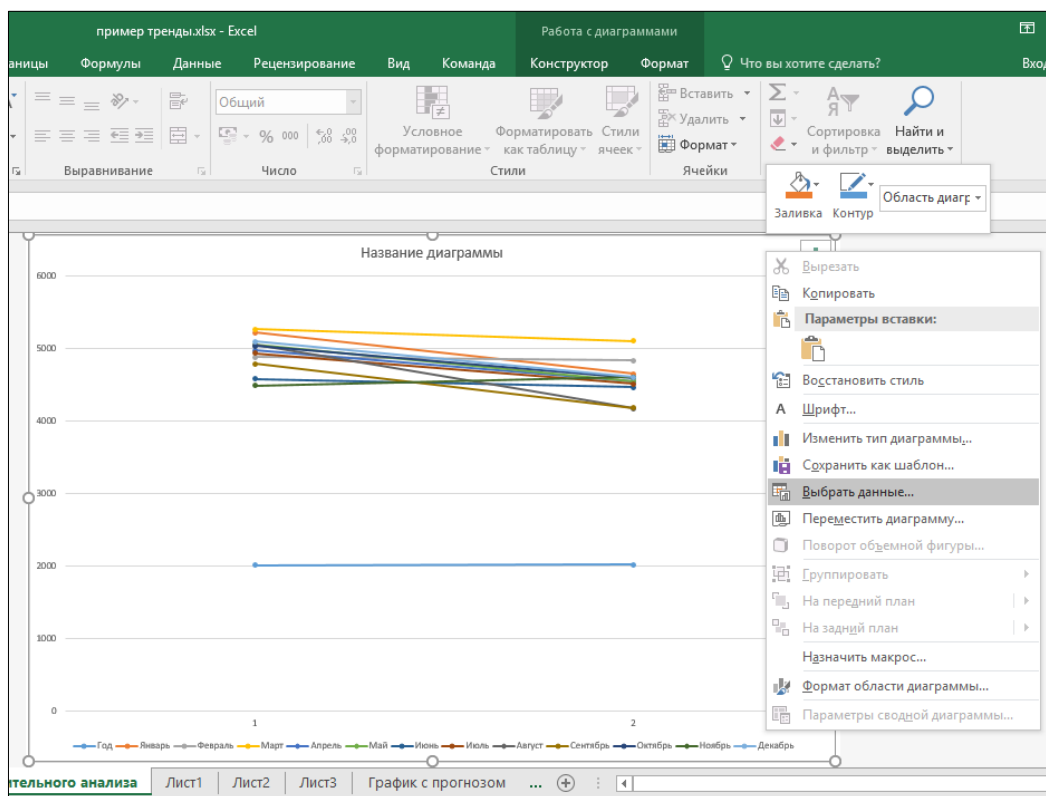 пример тренды.xlsx - Excel
Работа с диаграммами
аницы Формулы Данные Рецензирование Вид Команда Конструктор Формат Что вы хотите сделать? Вход
Общий
% 000
Условное форматирование
Форматировать как таблицу
Стили ячеек
Вставить
Удалить
Формат
Сортировка и фильтр
Найти и выделить
Выравнивание Число Стили Ячейки
Заливка Контур Область диагр
Название диаграммы
6000
5000
4000
3000
2000
1000
0
1 2
Год Январь Февраль Март Апрель Май Июнь Июль Август Сентябрь Октябрь Ноябрь Декабрь
Вырезать
Копировать
Параметры вставки:
Восстановить стиль
Шрифт...
Изменить тип диаграммы...
Сохранить как шаблон...
Выбрать данные...
Переместить диаграмму...
Поворот объемной фигуры...
Группировать
На передний план
На задний план
Назначить макрос...
Формат области диаграммы...
Параметры сводной диаграммы...
ительного анализа Лист1 Лист2 Лист3 График с прогнозом ...